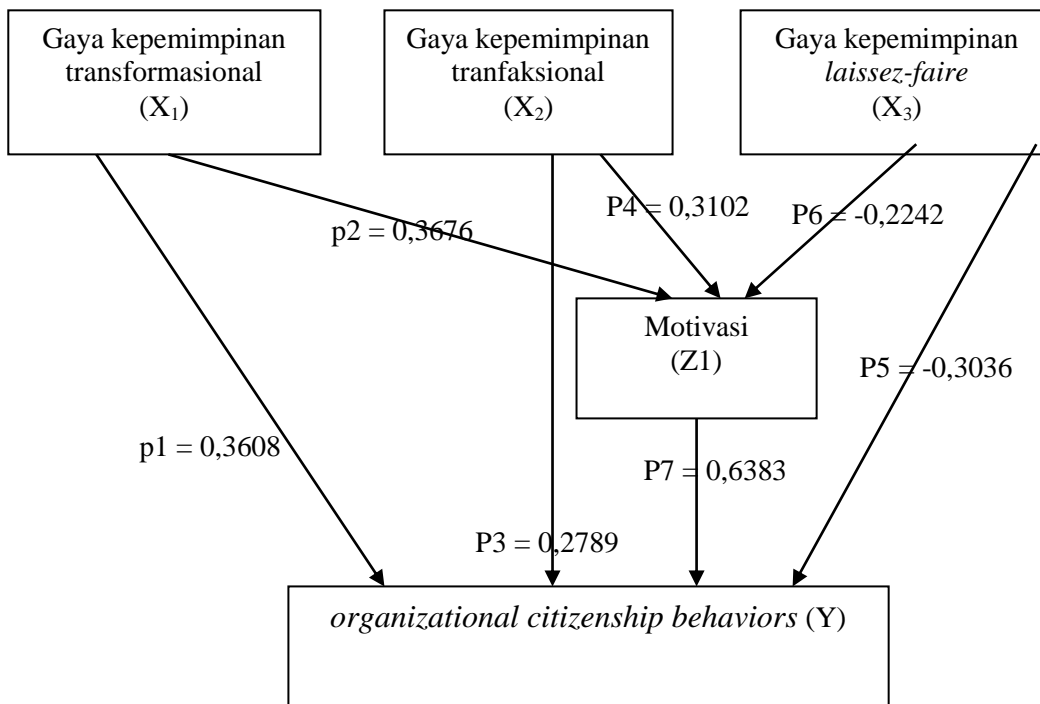 Gaya kepemimpinan
transformasional
(X₁)
Gaya kepemimpinan
tranfaksional
(X₂)
Gaya kepemimpinan
laissez-faire
(X₃)
p2 = 0,3676
P4 = 0,3102
P6 = -0,2242
Motivasi
(Z1)
P5 = -0,3036
p1 = 0,3608
P7 = 0,6383
P3 = 0,2789
organizational citizenship behaviors (Y)